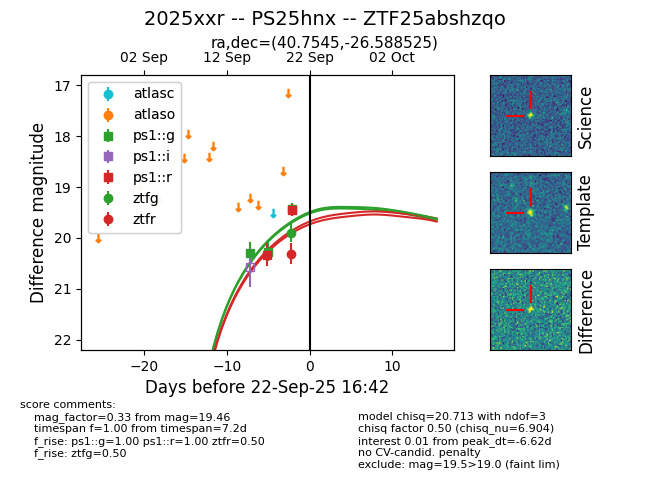 2025xxr -- PS25hnx -- ZTF25abshzqo
ra,dec=(40.7545,-26.588525)
02 Sep 12 Sep 22 Sep 02 Oct
17
18
19
20
21
22
Difference magnitude
atlasc
atlaso
ps1::g
ps1::i
ps1::r
ztfg
ztfr
−20 −10 0 10
Days before 22-Sep-25 16:42
Science
Template
Difference
score comments:
mag_factor=0.33 from mag=19.46
timespan f=1.00 from timespan=7.2d
f_rise: ps1::g=1.00 ps1::r=1.00 ztfr=0.50
f_rise: ztfg=0.50
model chisq=20.713 with ndof=3
chisq factor 0.50 (chisq_nu=6.904)
interest 0.01 from peak_dt=-6.62d
no CV-candid. penalty
exclude: mag=19.5>19.0 (faint lim)